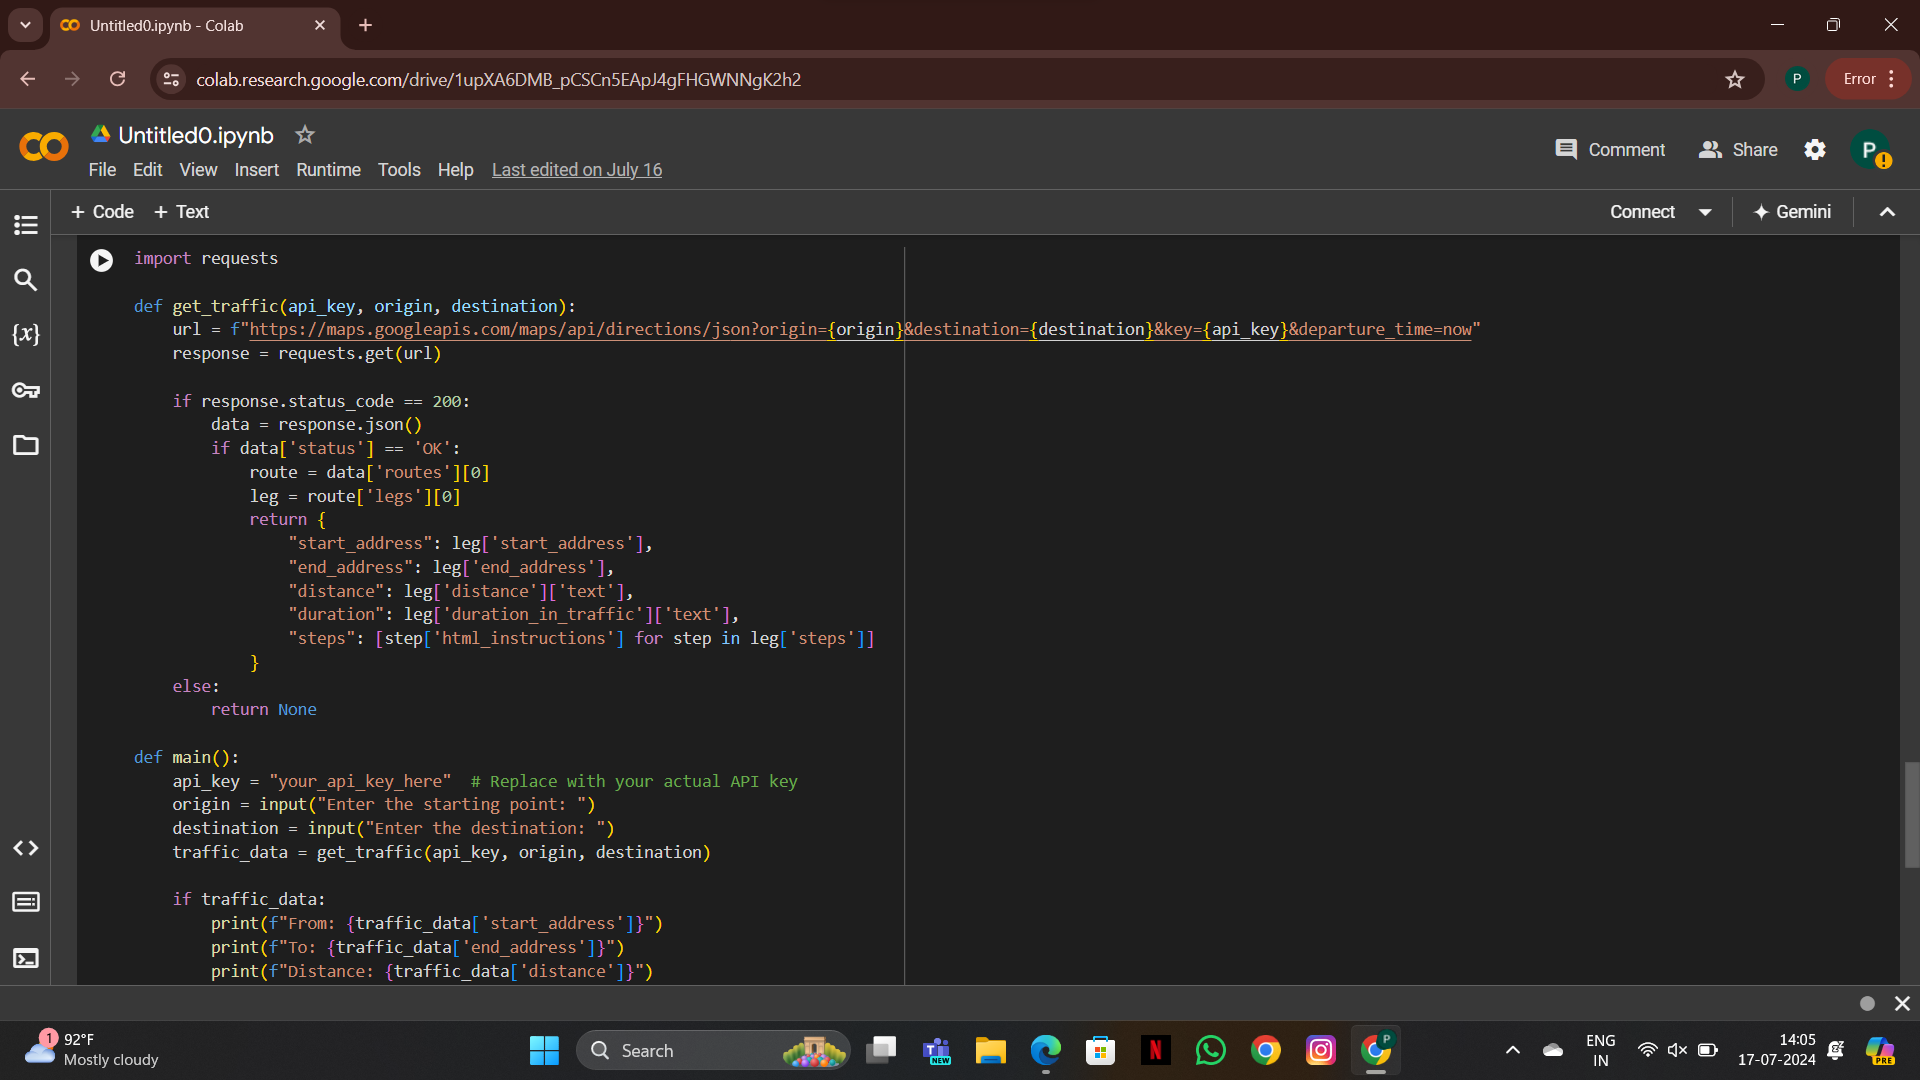 Untitled0.ipynb - Colab
colab.research.google.com/drive/1upXA6DMB_pCSCn5EApJ4gFHGWNNgK2h2
P
Error
Untitled0.ipynb
File Edit View Insert Runtime Tools Help Last edited on July 16
Comment Share
P
+ Code + Text
Connect Gemini
import requests
def get_traffic(api_key, origin, destination):
    url = f"https://maps.googleapis.com/maps/api/directions/json?origin={origin}&destination={destination}&key={api_key}&departure_time=now"
    response = requests.get(url)
    if response.status_code == 200:
        data = response.json()
        if data['status'] == 'OK':
            route = data['routes'][0]
            leg = route['legs'][0]
            return {
                "start_address": leg['start_address'],
                "end_address": leg['end_address'],
                "distance": leg['distance']['text'],
                "duration": leg['duration_in_traffic']['text'],
                "steps": [step['html_instructions'] for step in leg['steps']]
            }
    else:
        return None
def main():
    api_key = "your_api_key_here"  # Replace with your actual API key
    origin = input("Enter the starting point: ")
    destination = input("Enter the destination: ")
    traffic_data = get_traffic(api_key, origin, destination)
    if traffic_data:
        print(f"From: {traffic_data['start_address']}")
        print(f"To: {traffic_data['end_address']}")
        print(f"Distance: {traffic_data['distance']}")
{x}
1
92°F
Mostly cloudy
Search
NEW
N
P
ENG
IN
14:05
17-07-2024
PRE